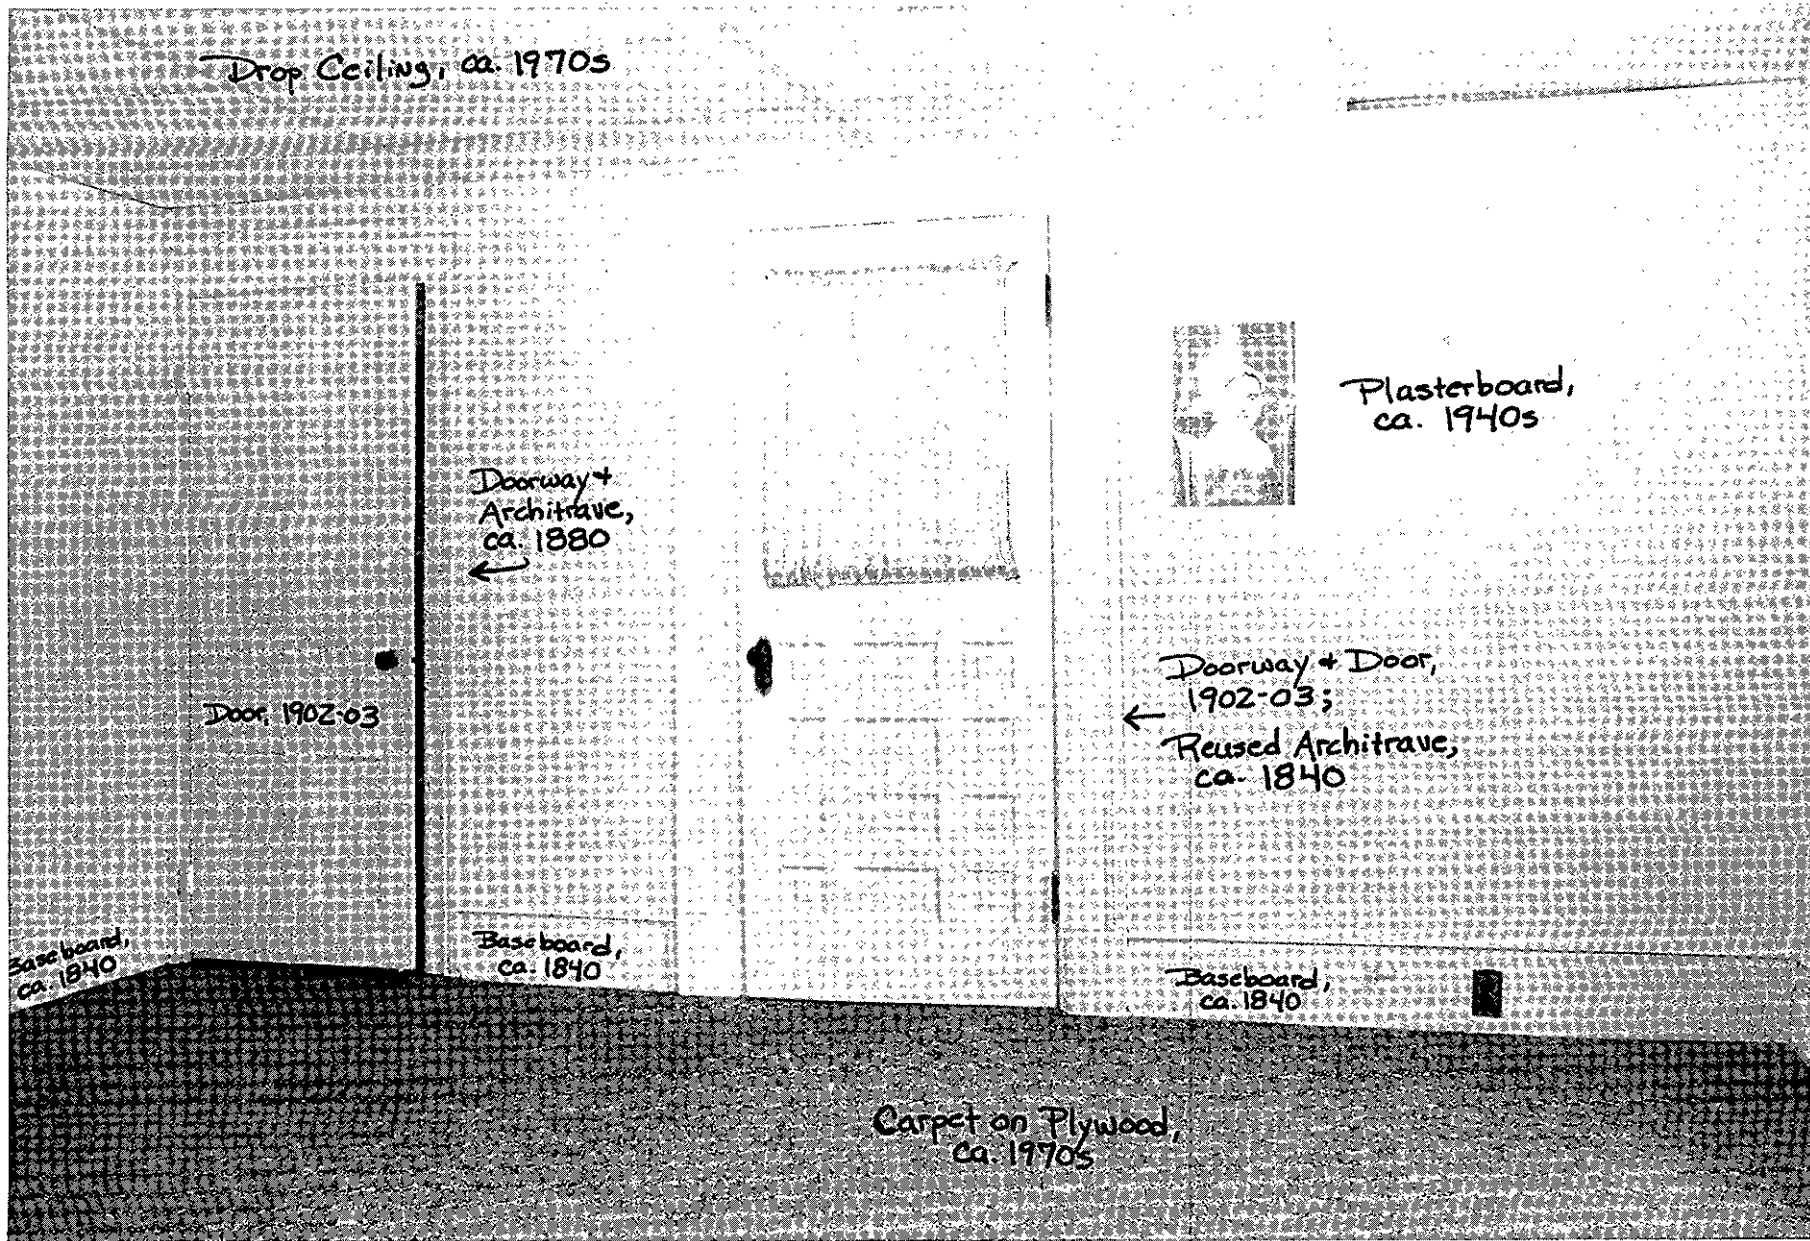 Drop Ceiling, ca. 1970s
Plasterboard,
ca. 1940s
Doorway +
Architrave,
ca. 1880
Door, 1902-03
Doorway + Door,
1902-03;
Reused Architrave,
ca. 1840
Baseboard,
ca. 1840
Baseboard,
ca. 1840
Baseboard,
ca. 1840
Carpet on Plywood,
ca. 1970s